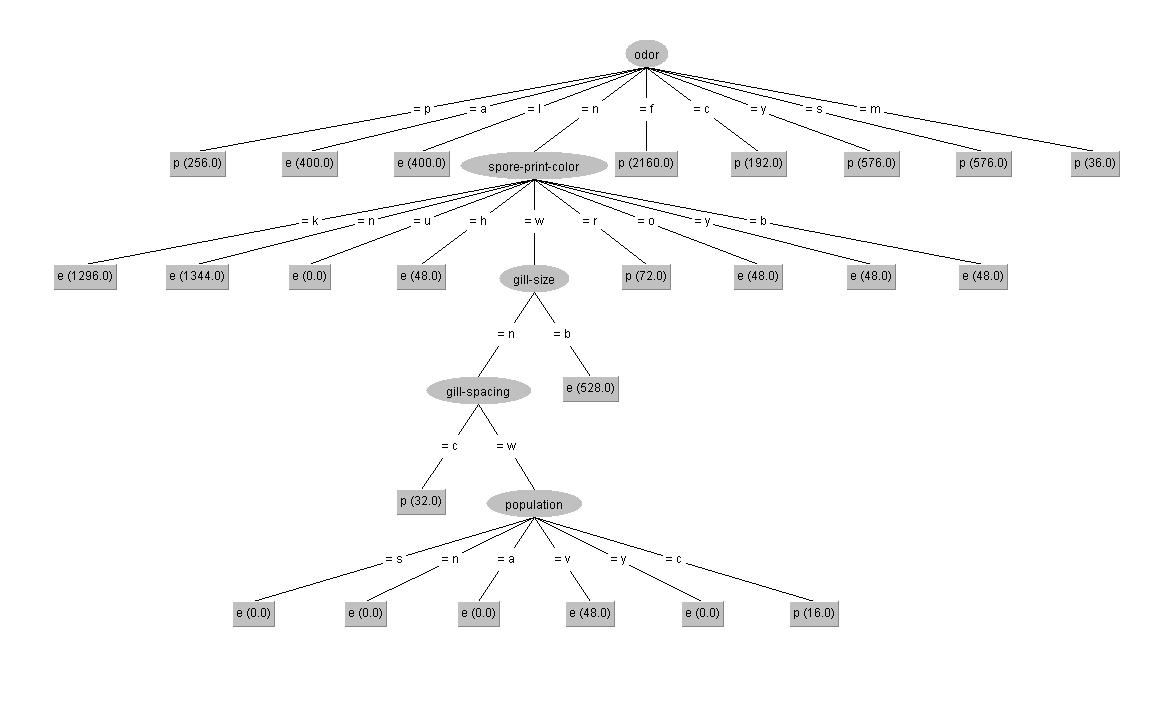 odor
= p = a = l = n = f = c = y = s = m
p (256.0) e (400.0) e (400.0) spore-print-color p (2160.0) p (192.0) p (576.0) p (576.0) p (36.0)
= k = n = u = h = w = r = o = y = b
e (1296.0) e (1344.0) e (0.0) e (48.0) gill-size p (72.0) e (48.0) e (48.0) e (48.0)
= n = b
gill-spacing e (528.0)
= c = w
p (32.0) population
= s = n = a = v = y = c
e (0.0) e (0.0) e (0.0) e (48.0) e (0.0) p (16.0)